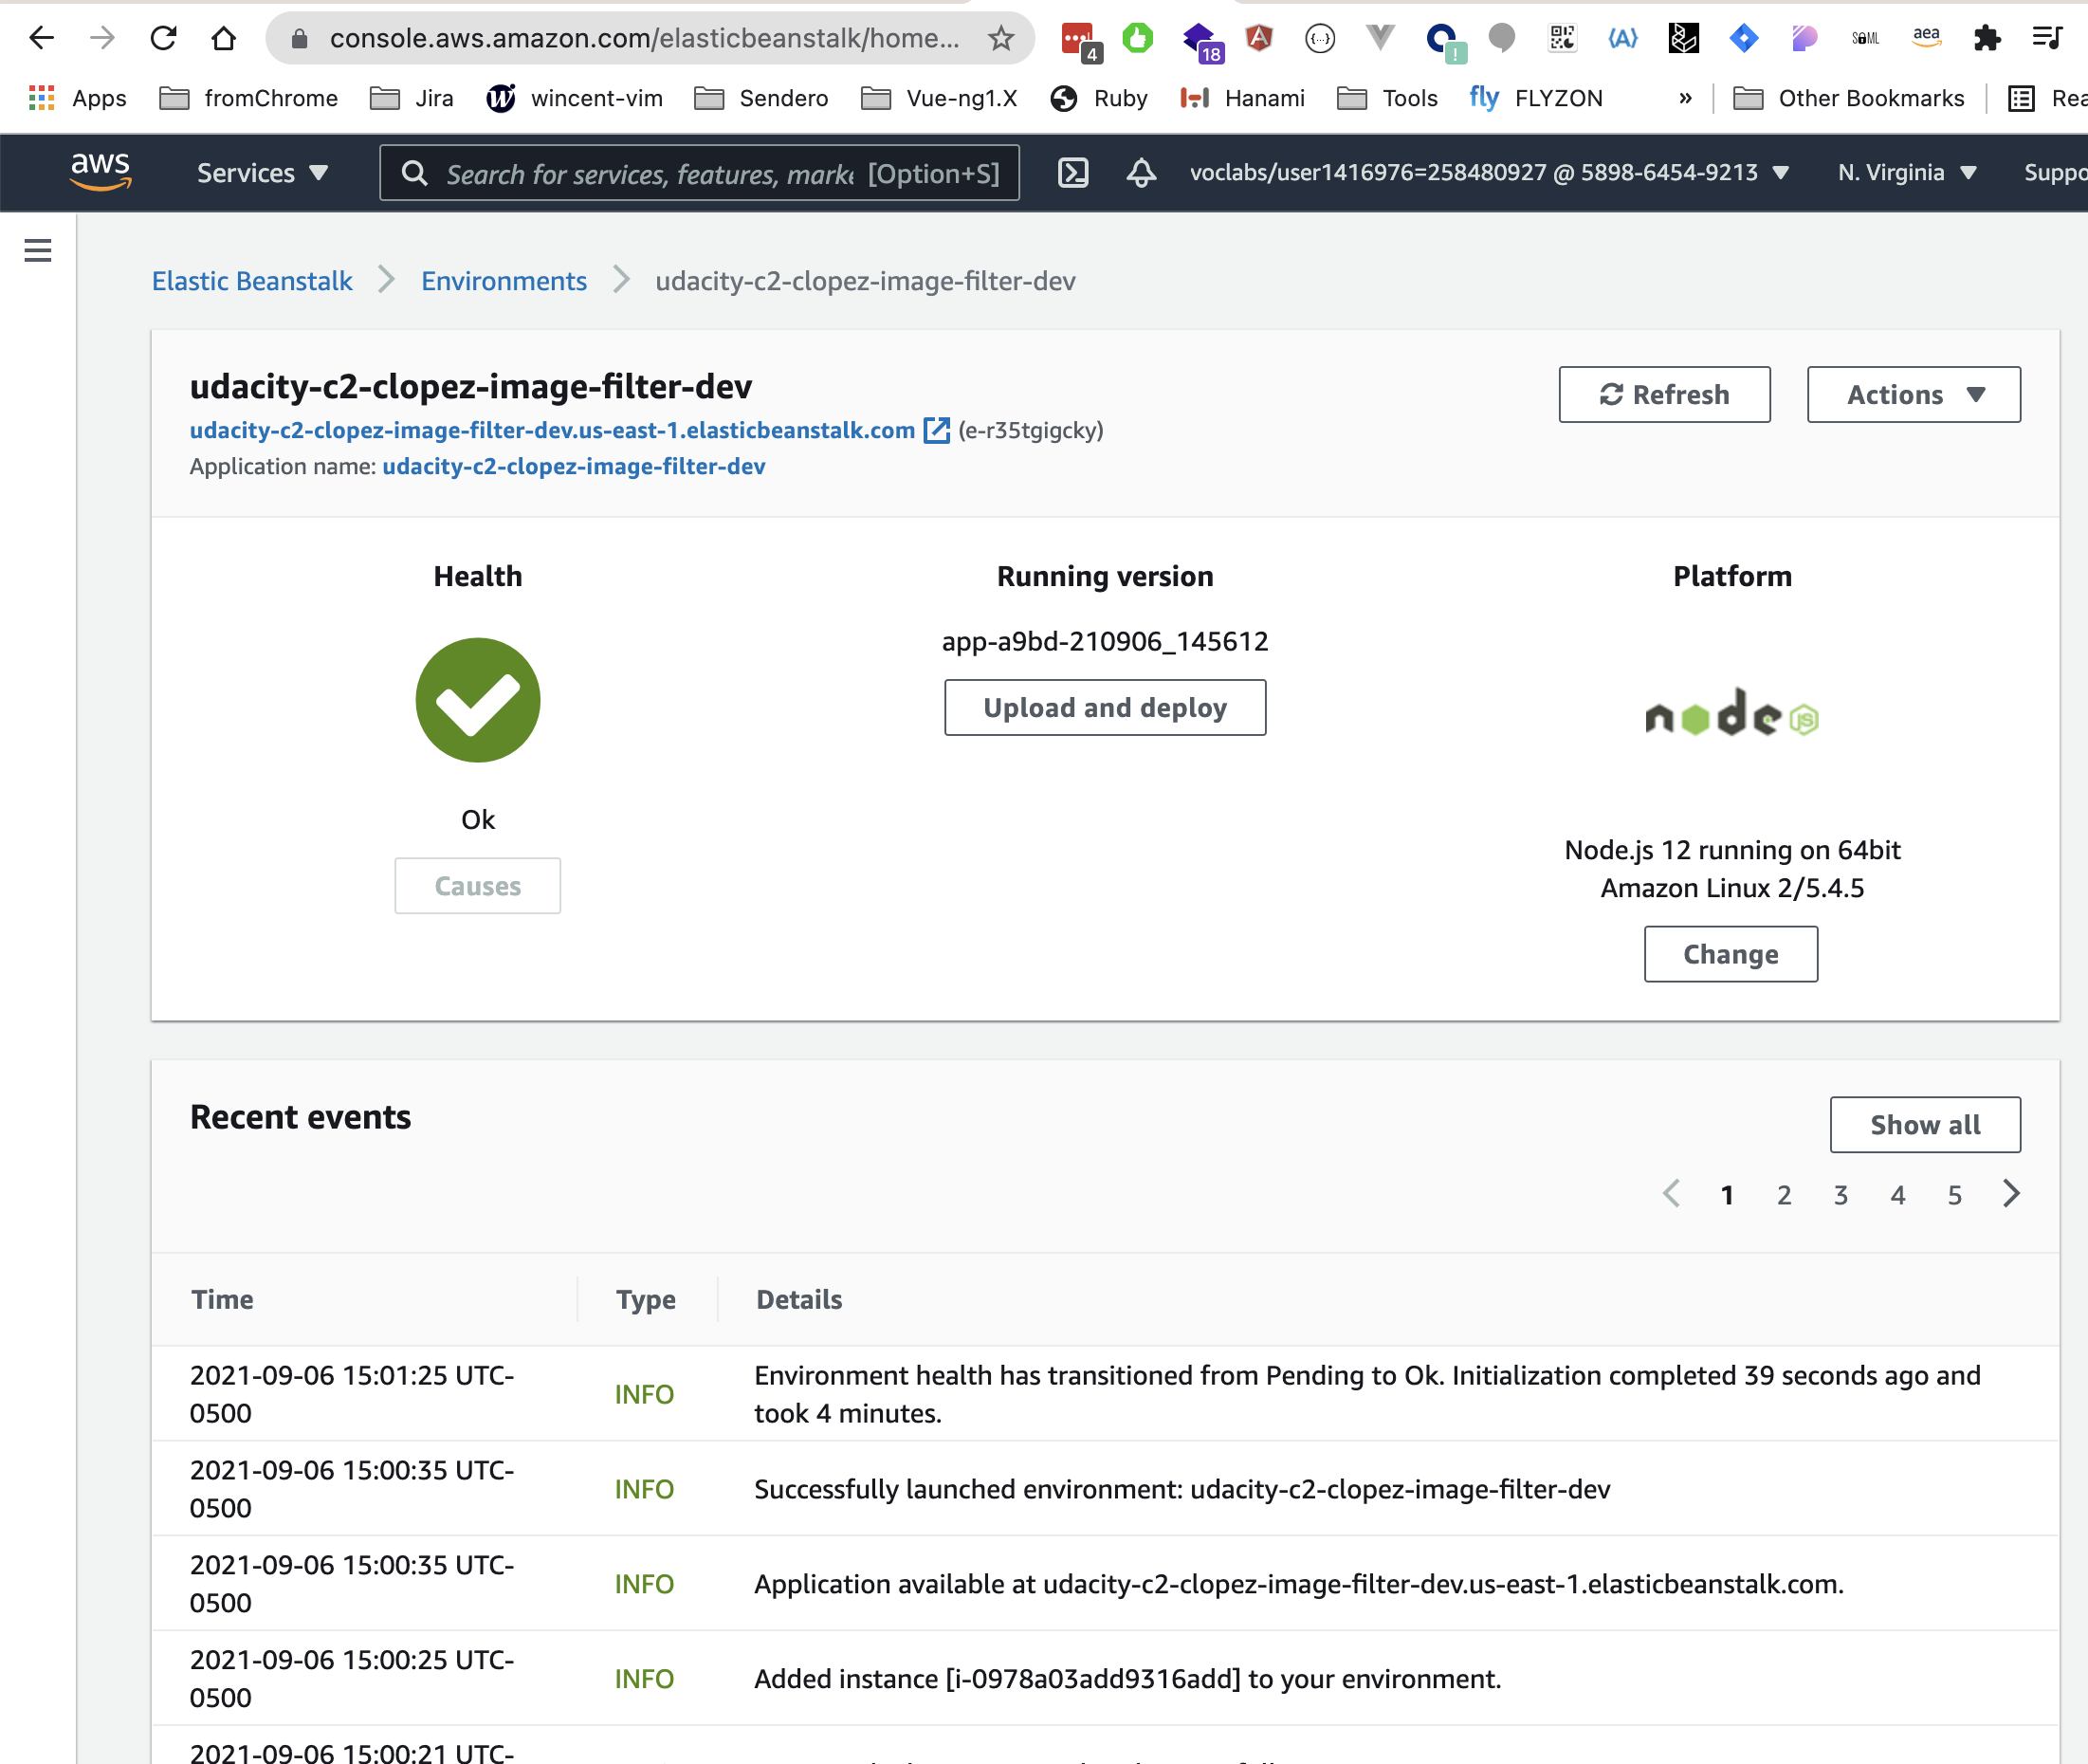 console.aws.amazon.com/elasticbeanstalk/home...
4
18
{...}
!
SAML
aea
Apps fromChrome Jira wincent-vim Sendero Vue-ng1.X Ruby Hanami Tools fly FLYZON » Other Bookmarks
aws Services Search for services, features, marke [Option+S] voclabs/user1416976=258480927 @ 5898-6454-9213 N. Virginia Suppo
Elastic Beanstalk Environments udacity-c2-clopez-image-filter-dev
udacity-c2-clopez-image-filter-dev
Refresh Actions
udacity-c2-clopez-image-filter-dev.us-east-1.elasticbeanstalk.com (e-r35tgigcky)
Application name: udacity-c2-clopez-image-filter-dev
Health
Ok
Causes
Running version
app-a9bd-210906_145612
Upload and deploy
Platform
node JS
Node.js 12 running on 64bit
Amazon Linux 2/5.4.5
Change
Recent events
Show all
1 2 3 4 5
Time Type Details
2021-09-06 15:01:25 UTC-
0500
INFO
Environment health has transitioned from Pending to Ok. Initialization completed 39 seconds ago and
took 4 minutes.
2021-09-06 15:00:35 UTC-
0500
INFO
Successfully launched environment: udacity-c2-clopez-image-filter-dev
2021-09-06 15:00:35 UTC-
0500
INFO
Application available at udacity-c2-clopez-image-filter-dev.us-east-1.elasticbeanstalk.com.
2021-09-06 15:00:25 UTC-
0500
INFO
Added instance [i-0978a03add9316add] to your environment.
2021-09-06 15:00:21 UTC-